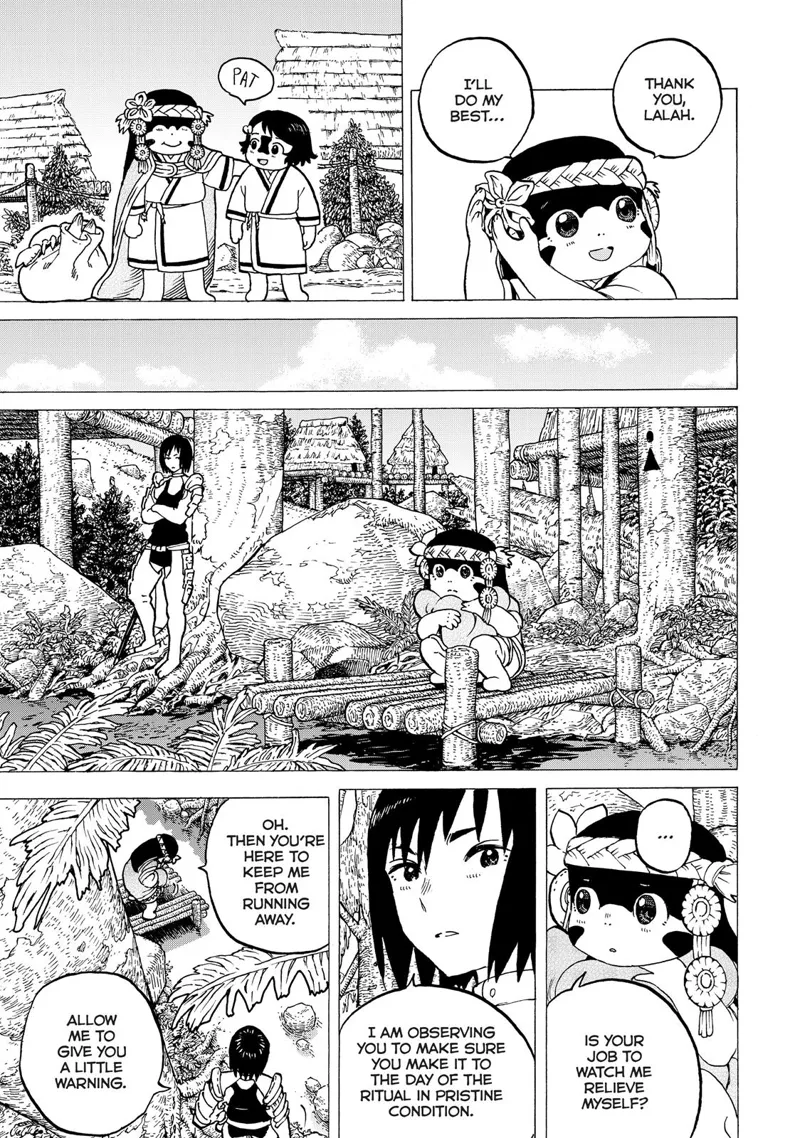 THANK
YOU,
LALAH.
I'LL
DO MY
BEST...
PAT
...
IS YOUR
JOB TO
WATCH ME
RELIEVE
MYSELF?
I AM OBSERVING
YOU TO MAKE SURE
YOU MAKE IT TO
THE DAY OF THE
RITUAL IN PRISTINE
CONDITION.
OH.
THEN YOU'RE
HERE TO
KEEP ME
FROM
RUNNING
AWAY.
ALLOW
ME TO
GIVE YOU
A LITTLE
WARNING.